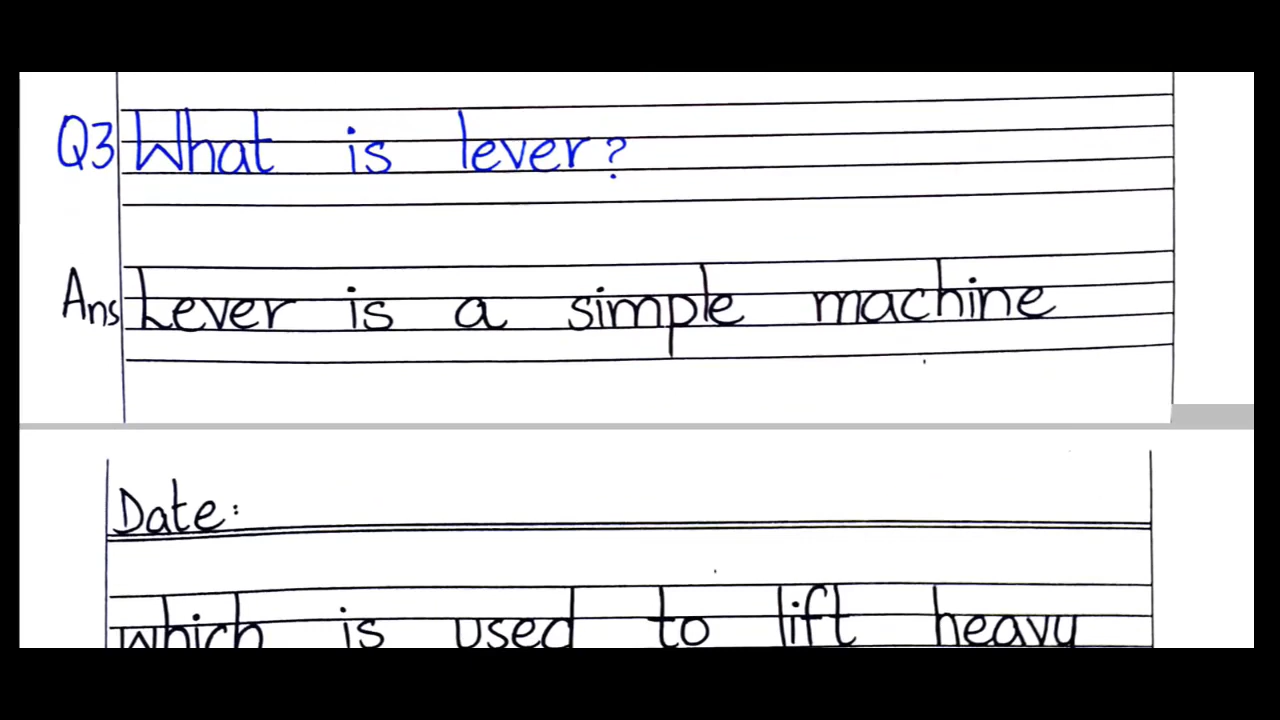 Q3 What is lever?
Ans Lever is a simple machine
Date:
which is used to lift heavy